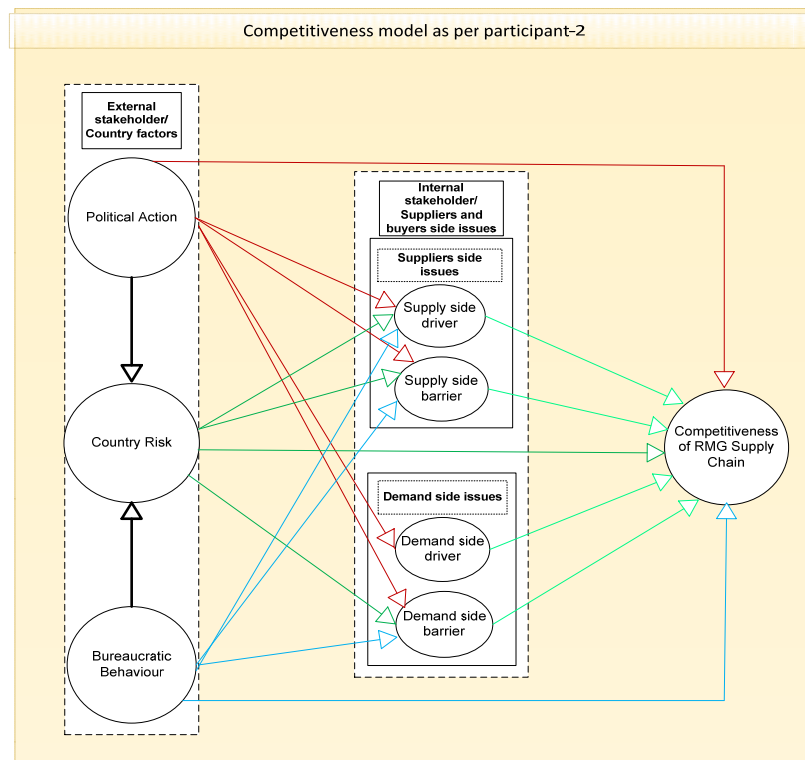 Competitiveness model as per participant-2
External
stakeholder/
Country factors
Political Action
Country Risk
Bureaucratic
Behaviour
Internal
stakeholder/
Suppliers and
buyers side issues
Suppliers side
issues
Supply side
driver
Supply side
barrier
Demand side issues
Demand side
driver
Demand side
barrier
Competitiveness
of RMG Supply
Chain